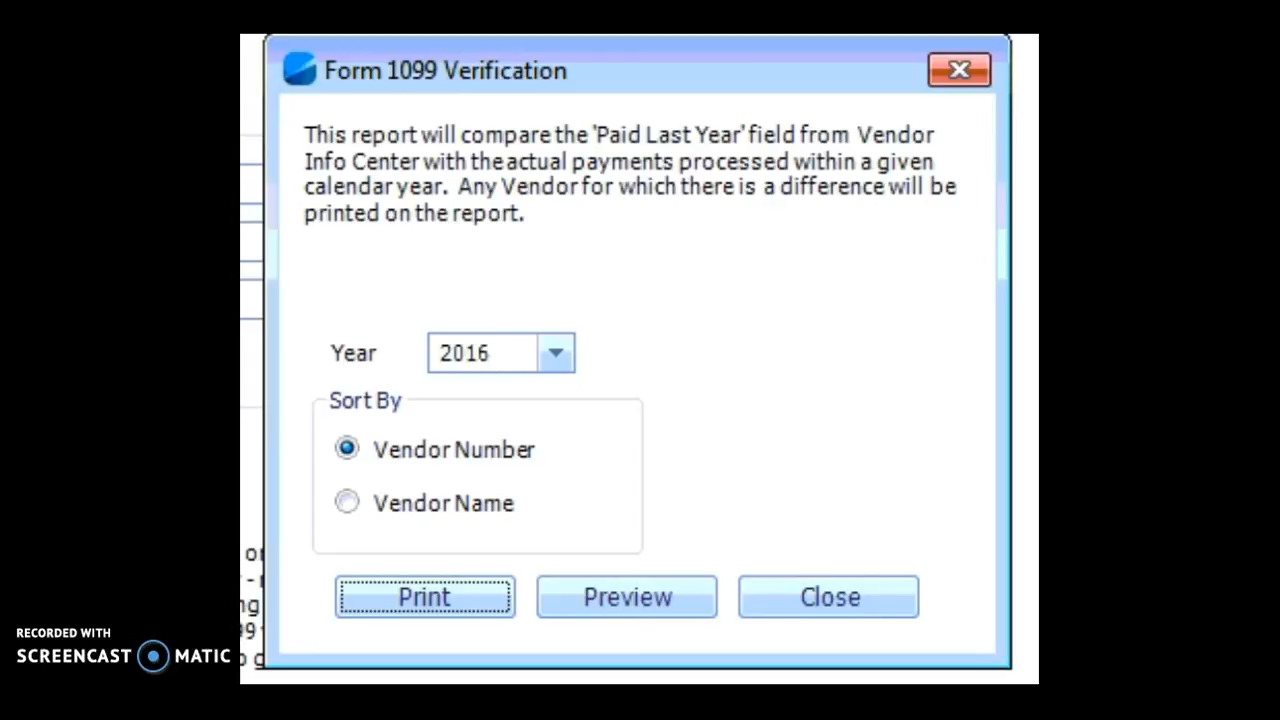 Form 1099 Verification
This report will compare the 'Paid Last Year' field from Vendor
Info Center with the actual payments processed within a given
calendar year. Any Vendor for which there is a difference will be
printed on the report.
Year 2016
Sort By
Vendor Number
Vendor Name
Print Preview Close
RECORDED WITH
SCREENCAST MATIC